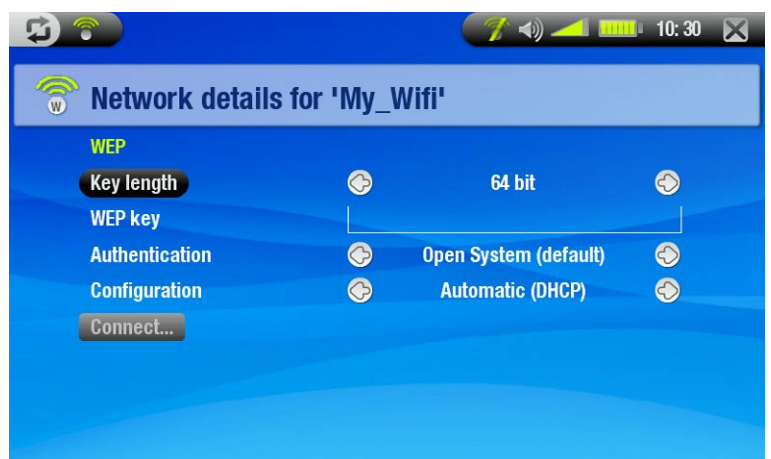 10:30
W
Network details for 'My_Wifi'
WEP
Key length 64 bit
WEP key
Authentication Open System (default)
Configuration Automatic (DHCP)
Connect...